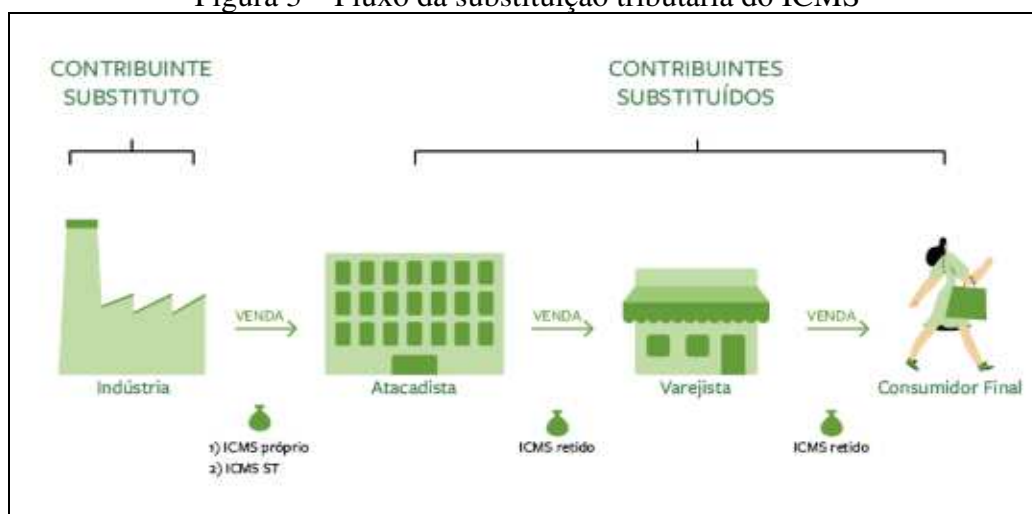 Figura 5 – Fluxo da substituição tributária do ICMS
CONTRIBUINTE
SUBSTITUTO
CONTRIBUINTES
SUBSTITUÍDOS
VENDA
VENDA
VENDA
Indústria
Atacadista
Varejista
Consumidor Final
1) ICMS próprio
2) ICMS ST
ICMS retido
ICMS retido